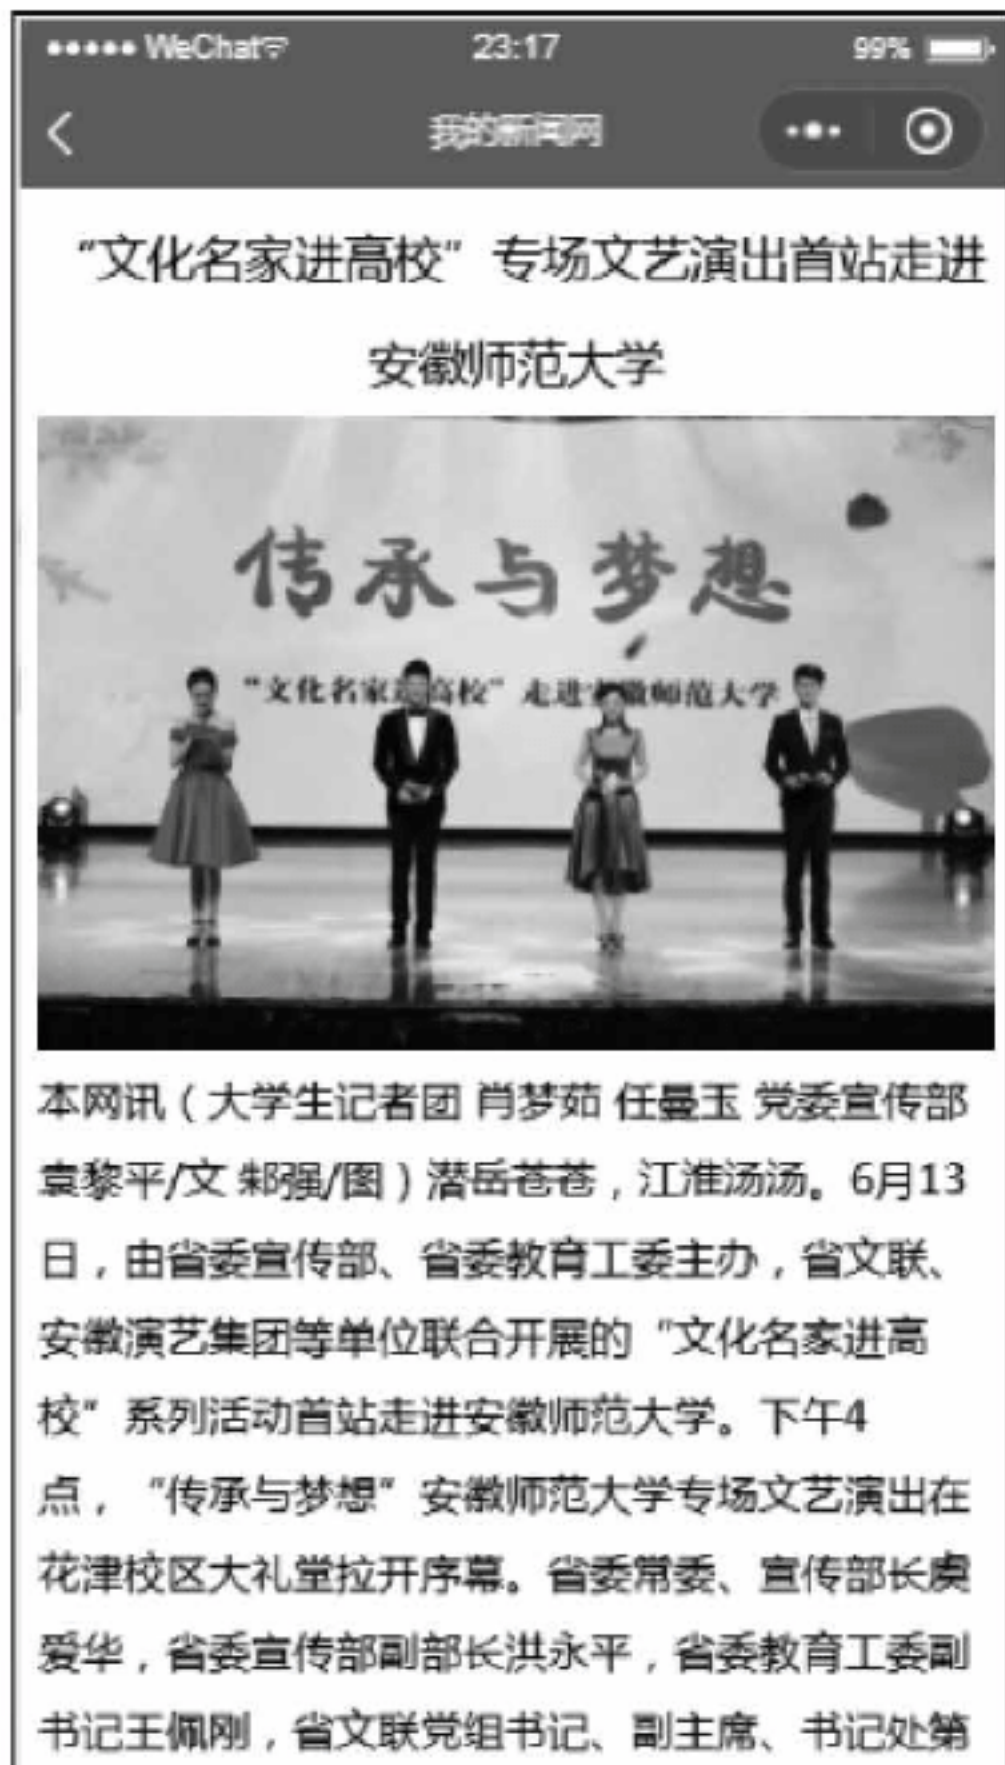 ●●●●● WeChat
23:17
99%
我的新闻网
“文化名家进高校”专场文艺演出首站走进
安徽师范大学
传承与梦想
“文化名家进高校”走进安徽师范大学
本网讯（大学生记者团 肖梦茹 任曼玉 党委宣传部
袁黎平/文 郏强/图）潜岳苍苍，江淮汤汤。6月13
日，由省委宣传部、省委教育工委主办，省文联、
安徽演艺集团等单位联合开展的“文化名家进高
校”系列活动首站走进安徽师范大学。下午4
点，“传承与梦想”安徽师范大学专场文艺演出在
花津校区大礼堂拉开序幕。省委常委、宣传部长虞
爱华，省委宣传部副部长洪永平，省委教育工委副
书记王佩刚，省文联党组书记、副主席、书记处第